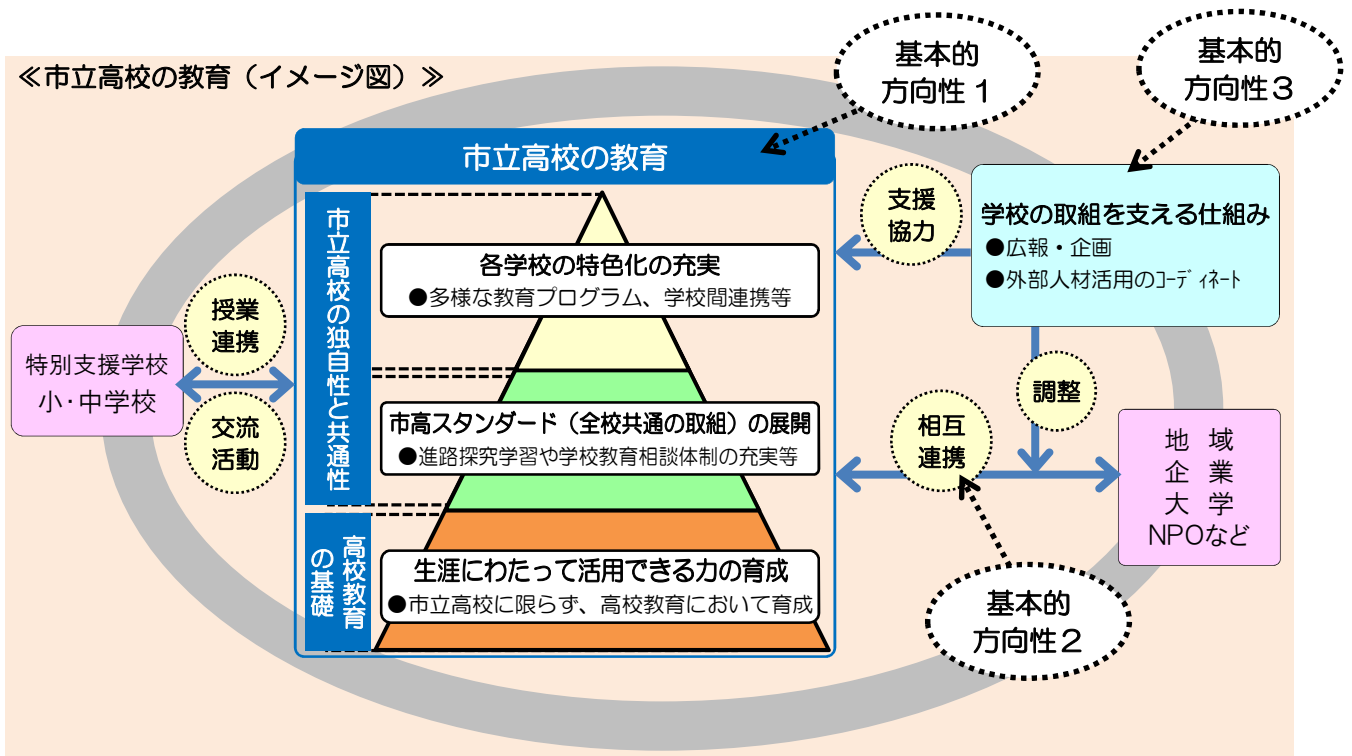 ≪市立高校の教育（イメージ図）≫
基本的
方向性１
基本的
方向性３
市立高校の教育
市立高校の独自性と共通性
各学校の特色化の充実
●多様な教育プログラム、学校間連携等
市高スタンダード（全校共通の取組）の展開
●進路探究学習や学校教育相談体制の充実等
高校教育
の基礎
生涯にわたって活用できる力の育成
●市立高校に限らず、高校教育において育成
特別支援学校
小･中学校
授業
連携
交流
活動
支援
協力
学校の取組を支える仕組み
●広報・企画
●外部人材活用のｺｰﾃﾞｨﾈｰﾄ
調整
相互
連携
地　域
企　業
大　学
NPOなど
基本的
方向性２